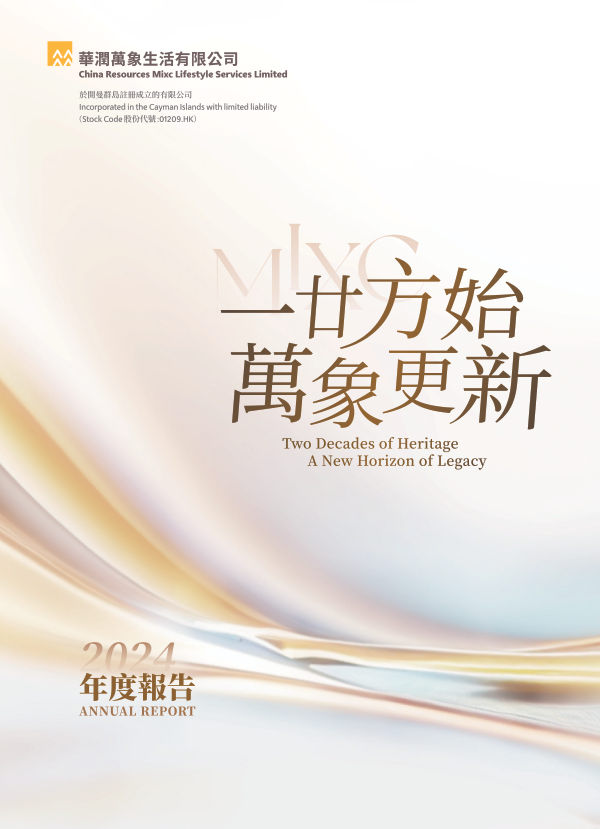 華潤萬象生活有限公司
China Resources Mixc Lifestyle Services Limited
於開曼群島註冊成立的有限公司
Incorporated in the Cayman Islands with limited liability
(Stock Code 股份代號 :01209.HK)
MIXC
一廿方始
萬象更新
Two Decades of Heritage
A New Horizon of Legacy
2024
年度報告
ANNUAL REPORT